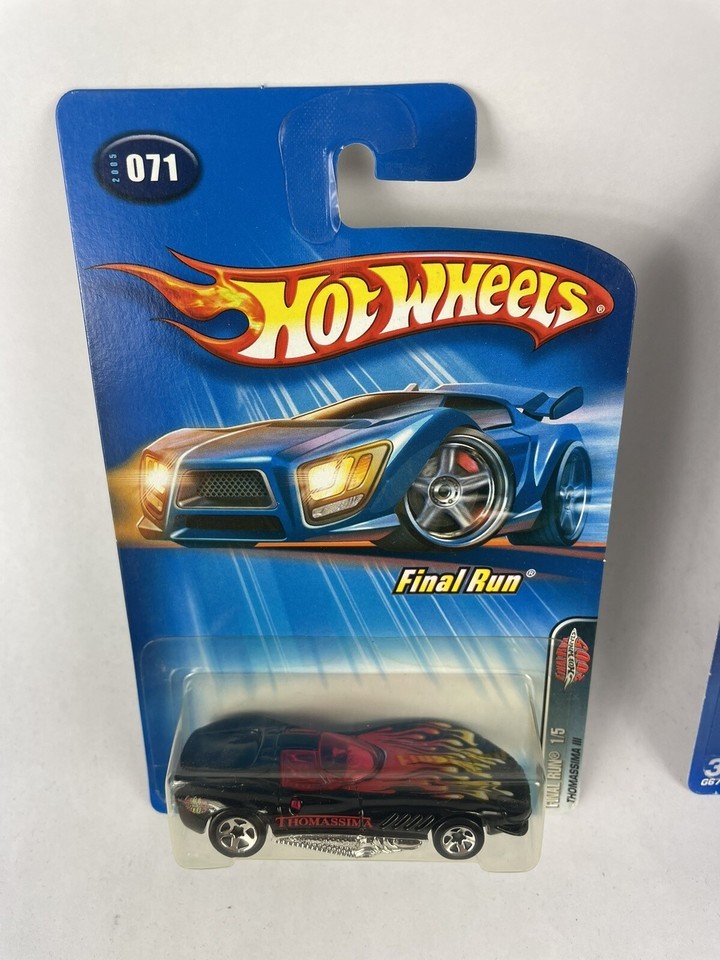 2005
071
HOT WHEELS®
Final Run®
FINAL RUN® 1/5
THOMASSIMA III
THOMASSIMA